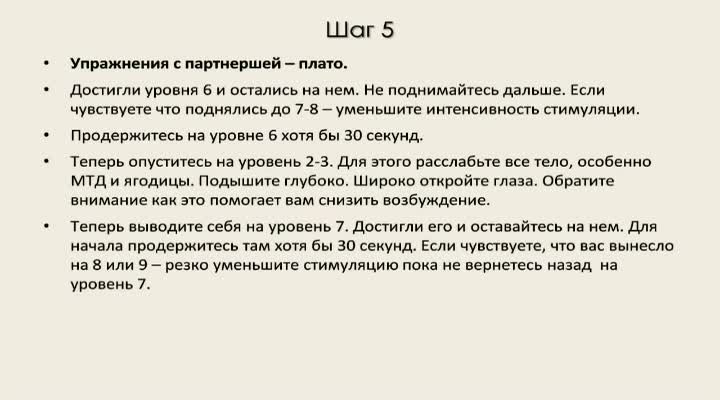 Шаг 5
• Упражнения с партнершей – плато.
• Достигли уровня 6 и остались на нем. Не поднимайтесь дальше. Если
чувствуете что поднялись до 7-8 – уменьшите интенсивность стимуляции.
• Продержитесь на уровне 6 хотя бы 30 секунд.
• Теперь опуститесь на уровень 2-3. Для этого расслабьте все тело, особенно
МТД и ягодицы. Подышите глубоко. Широко откройте глаза. Обратите
внимание как это помогает вам снизить возбуждение.
• Теперь выводите себя на уровень 7. Достигли его и оставайтесь на нем. Для
начала продержитесь там хотя бы 30 секунд. Если чувствуете, что вас вынесло
на 8 или 9 – резко уменьшите стимуляцию пока не вернетесь назад  на
уровень 7.